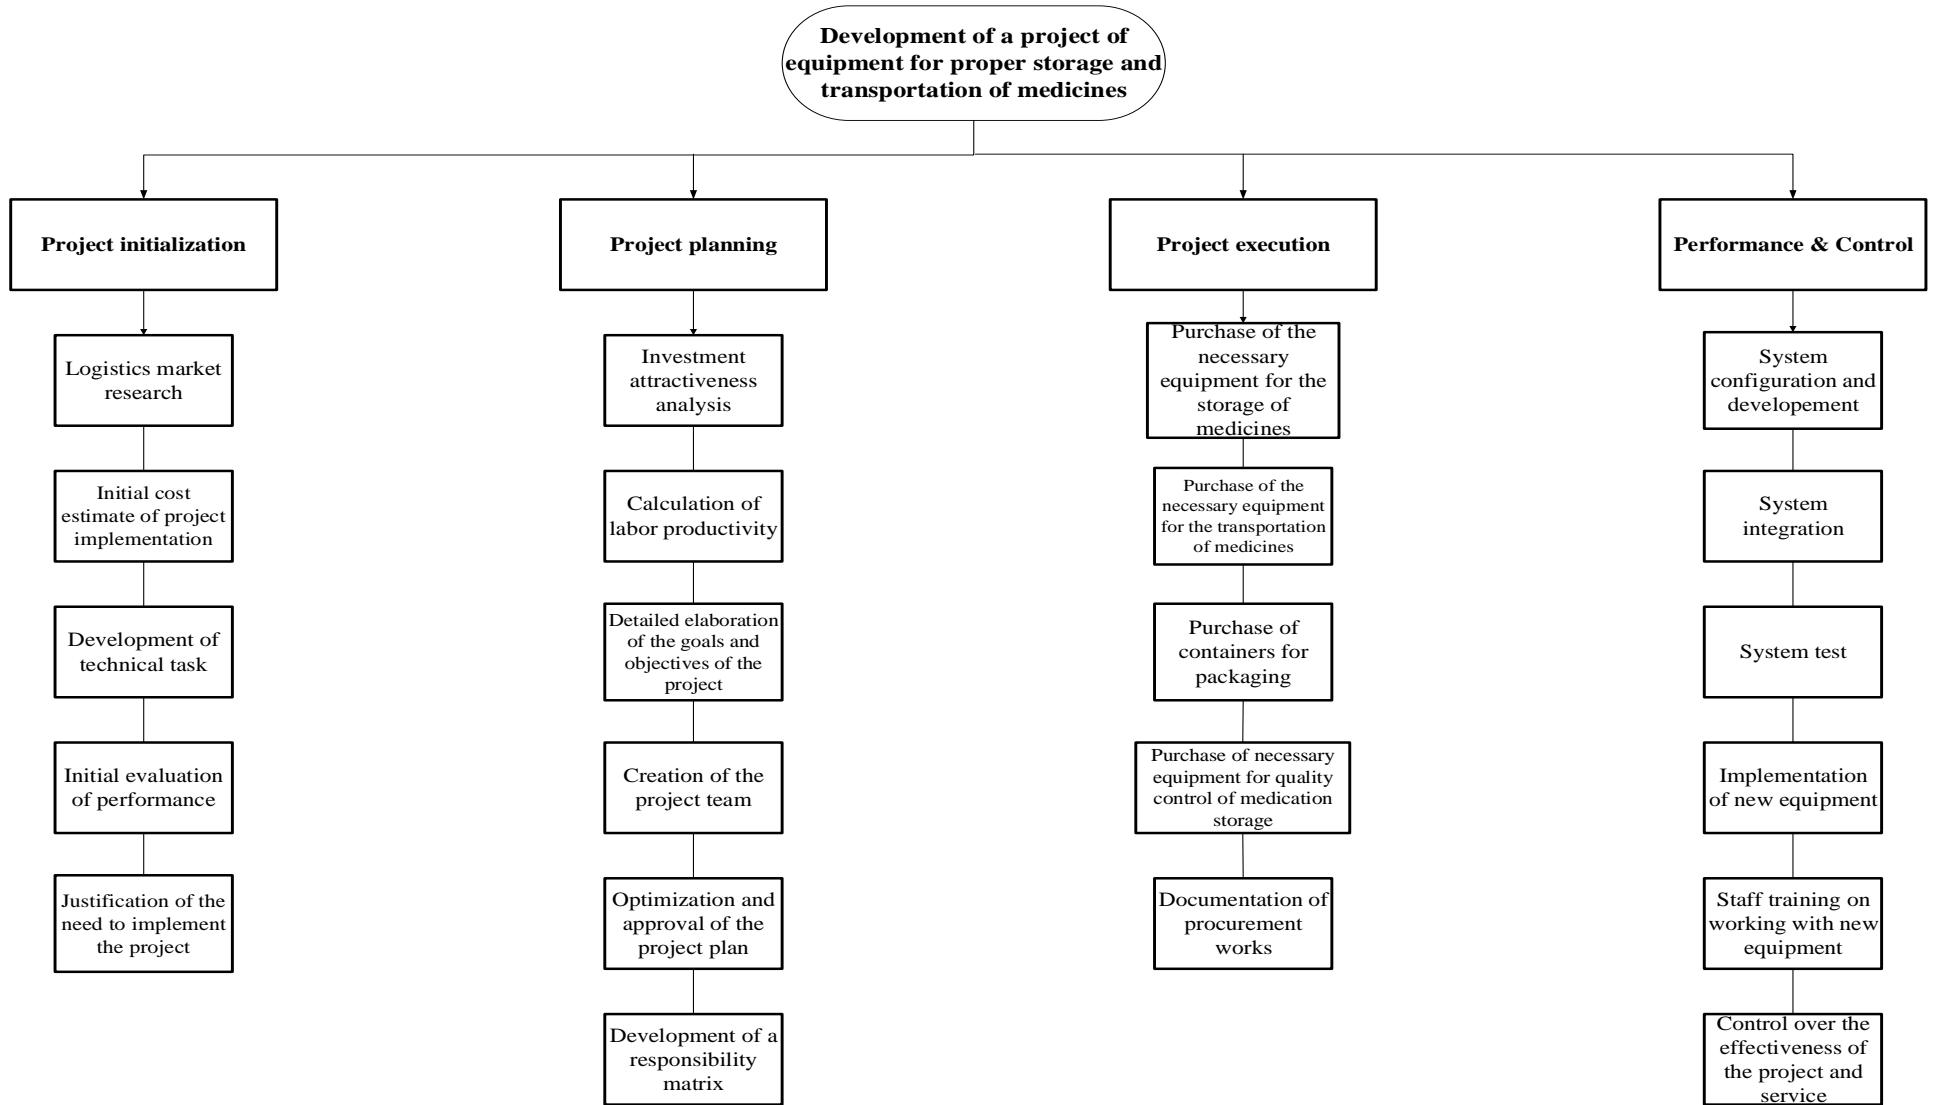 Development of a project of
equipment for proper storage and
transportation of medicines
Project initialization
Project planning
Project execution
Performance & Control
Logistics market
research
Initial cost
estimate of project
implementation
Development of
technical task
Initial evaluation
of performance
Justification of the
need to implement
the project
Investment
attractiveness
analysis
Calculation of
labor productivity
Detailed elaboration
of the goals and
objectives of the
project
Creation of the
project team
Optimization and
approval of the
project plan
Development of a
responsibility
matrix
Purchase of the
necessary
equipment for the
storage of
medicines
Purchase of the
necessary equipment
for the transportation
of medicines
Purchase of
containers for
packaging
Purchase of necessary
equipment for quality
control of medication
storage
Documentation of
procurement
works
System
configuration and
developement
System
integration
System test
Implementation
of new equipment
Staff training on
working with new
equipment
Control over the
effectiveness of
the project and
service